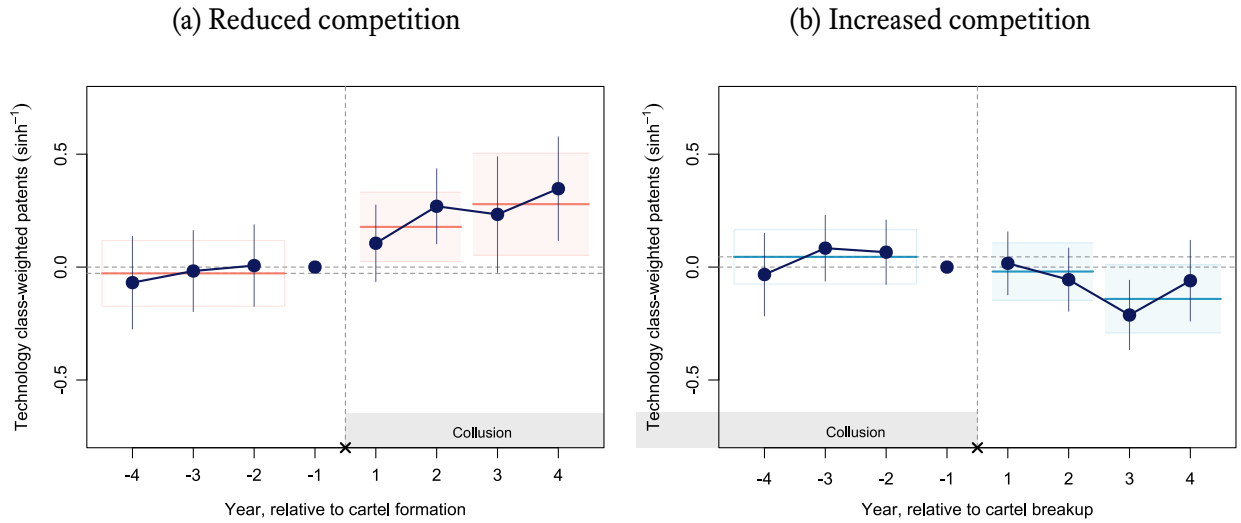 (a) Reduced competition
Technology class-weighted patents (sinh⁻¹)
0.5
0.0
-0.5
Collusion
-4 -3 -2 -1 1 2 3 4
Year, relative to cartel formation
(b) Increased competition
Technology class-weighted patents (sinh⁻¹)
0.5
0.0
-0.5
Collusion
-4 -3 -2 -1 1 2 3 4
Year, relative to cartel breakup